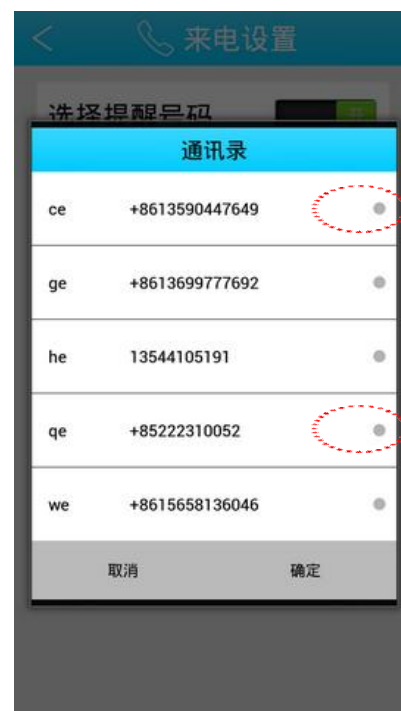 来电设置
选择提醒号码
开
通讯录
ce +8613590447649
ge +8613699777692
he 13544105191
qe +85222310052
we +8615658136046
取消 确定